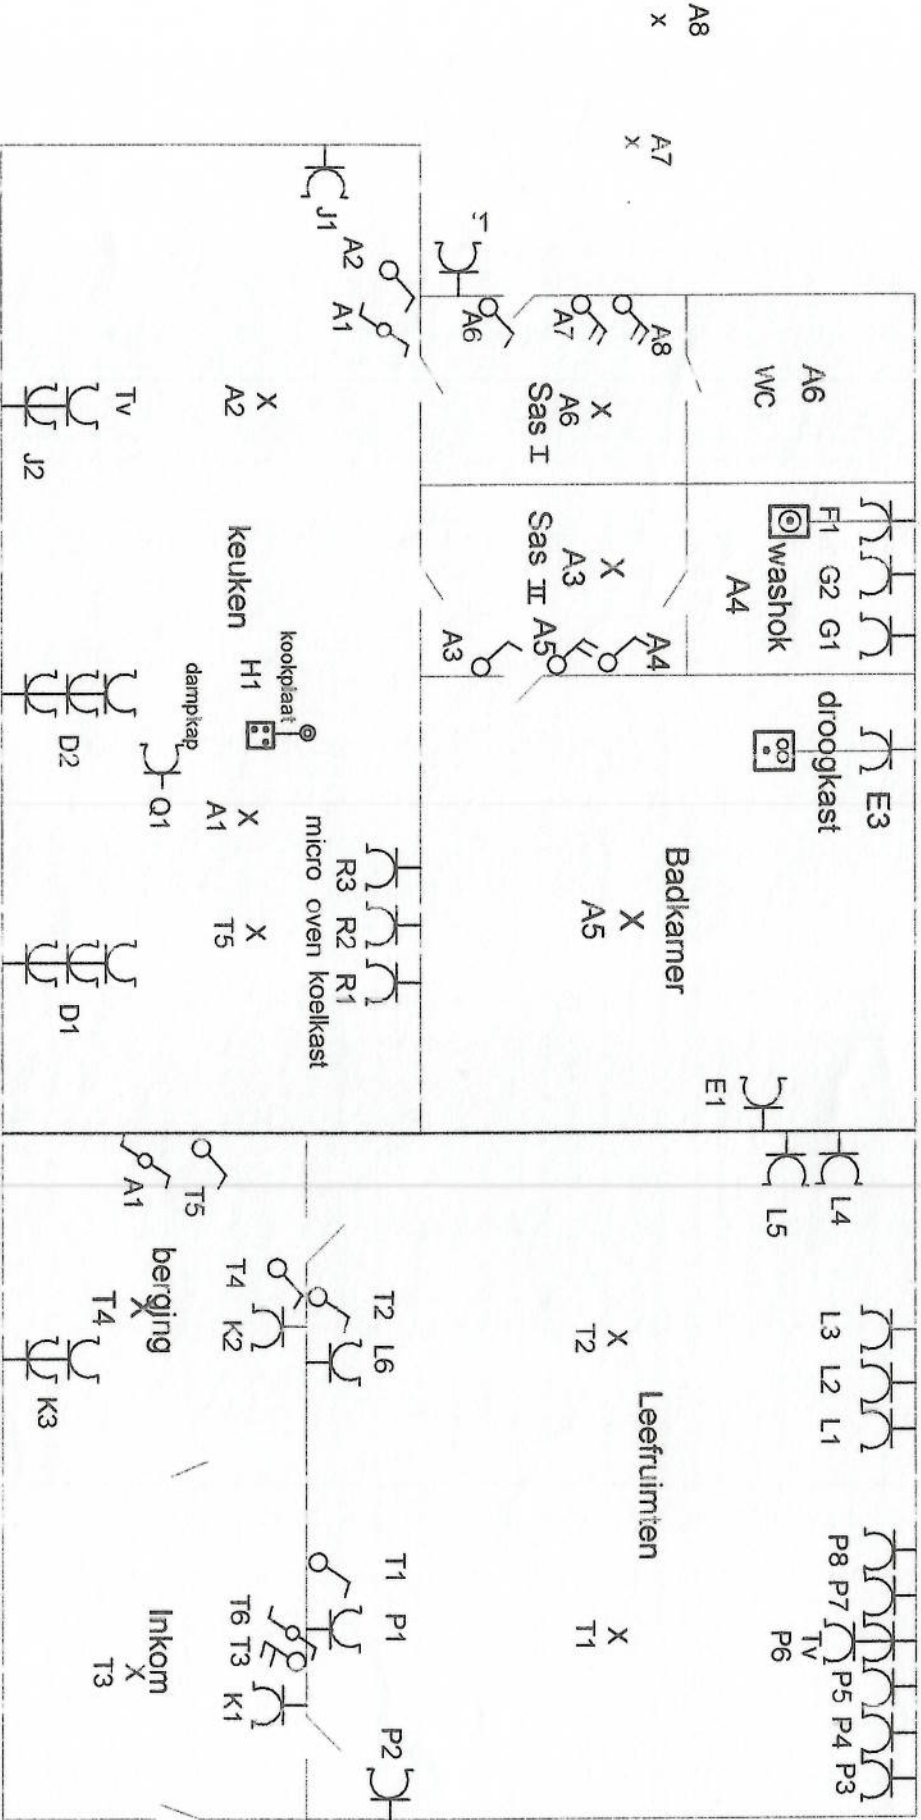 A8
x
A7
x
J1
A2
A1
A6
A7
A8
A6
WC
X
A6
Sas I
X
A2
Tv
J2
keuken
Sas II
X
A3
A3
A5
A4
F1 G2 G1
washok
A4
droogkast
E3
kookplaat
H1
dampkap
D2
Q1
X
A1
X
T5
micro oven koelkast
R3 R2 R1
D1
Badkamer
X
A5
E1
L4
L5
L3 L2 L1
T5
A1
berging
X
T4
T4
K2
T2
L6
K3
X
T2
Leefruimten
X
T1
P8 P7
Tv
P6
P5 P4 P3
T1
P1
T6 T3
K1
P2
Inkom
X
T3